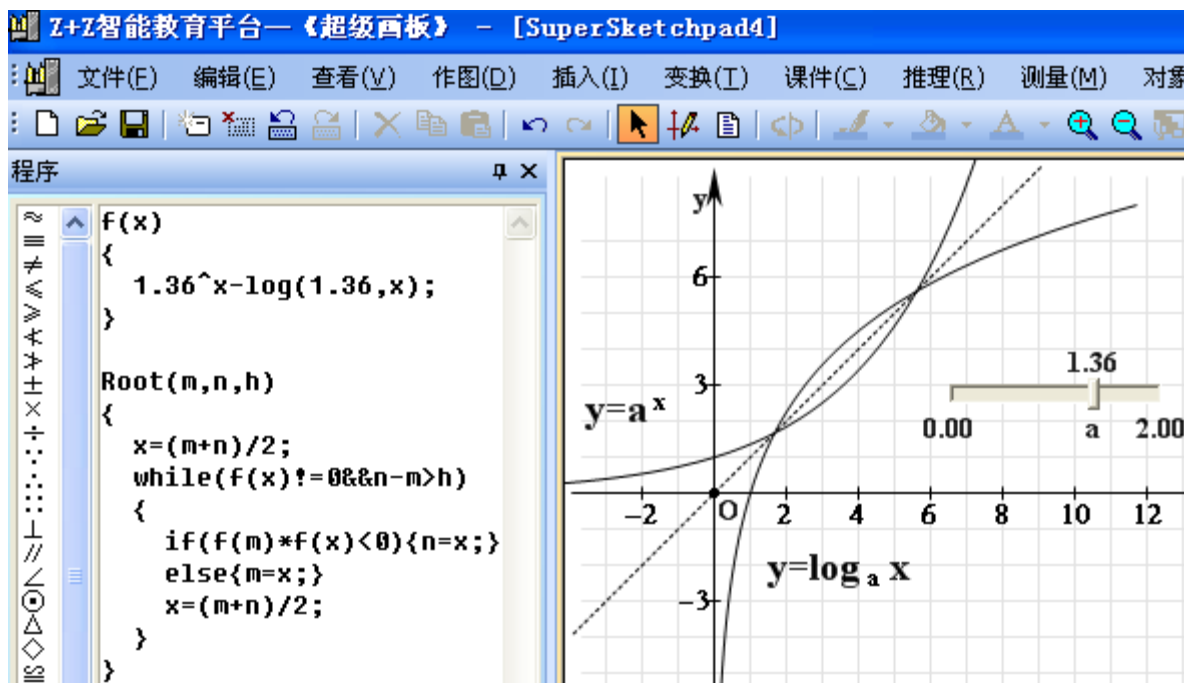 Z+Z智能教育平台—《超级画板》 - [SuperSketchpad4]
文件(F) 编辑(E) 查看(V) 作图(D) 插入(I) 变换(T) 课件(C) 推理(R) 测量(M) 对象
程序
f(x)
{
1.36^x-log(1.36,x);
}
Root(m,n,h)
{
x=(m+n)/2;
while(f(x)!=0&&n-m>h)
{
if(f(m)*f(x)<0){n=x;}
else{m=x;}
x=(m+n)/2;
}
}
≈
≡
≠
≤
≥
≮
≯
±
×
÷
∵
∴
∷
⊥
//
∠
⊙
△
◇
≌
y
6
3
-3
-2 O 2 4 6 8 10 12
y=a^x
1.36
0.00 a 2.00
y=log_a x